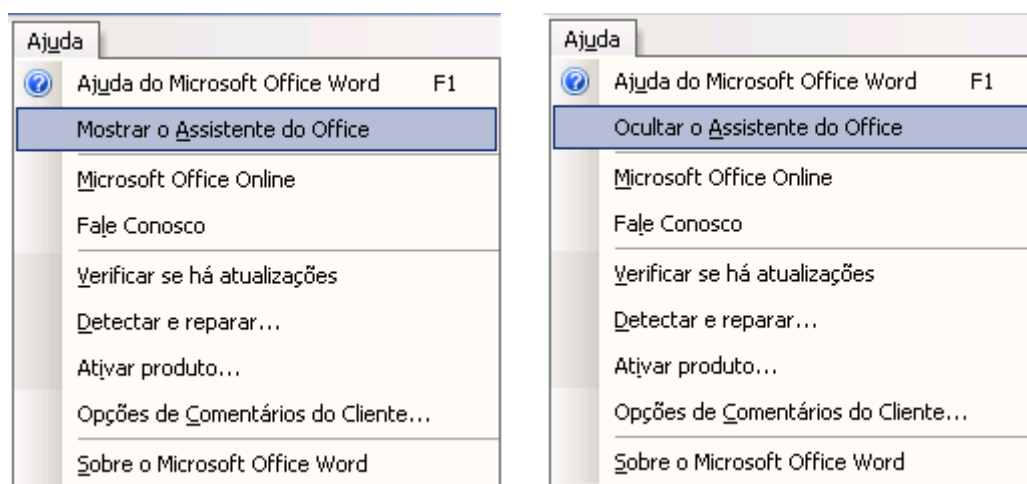 Ajuda
Ajuda do Microsoft Office Word F1
Mostrar o Assistente do Office
Microsoft Office Online
Fale Conosco
Verificar se há atualizações
Detectar e reparar...
Ativar produto...
Opções de Comentários do Cliente...
Sobre o Microsoft Office Word
Ajuda
Ajuda do Microsoft Office Word F1
Ocultar o Assistente do Office
Microsoft Office Online
Fale Conosco
Verificar se há atualizações
Detectar e reparar...
Ativar produto...
Opções de Comentários do Cliente...
Sobre o Microsoft Office Word